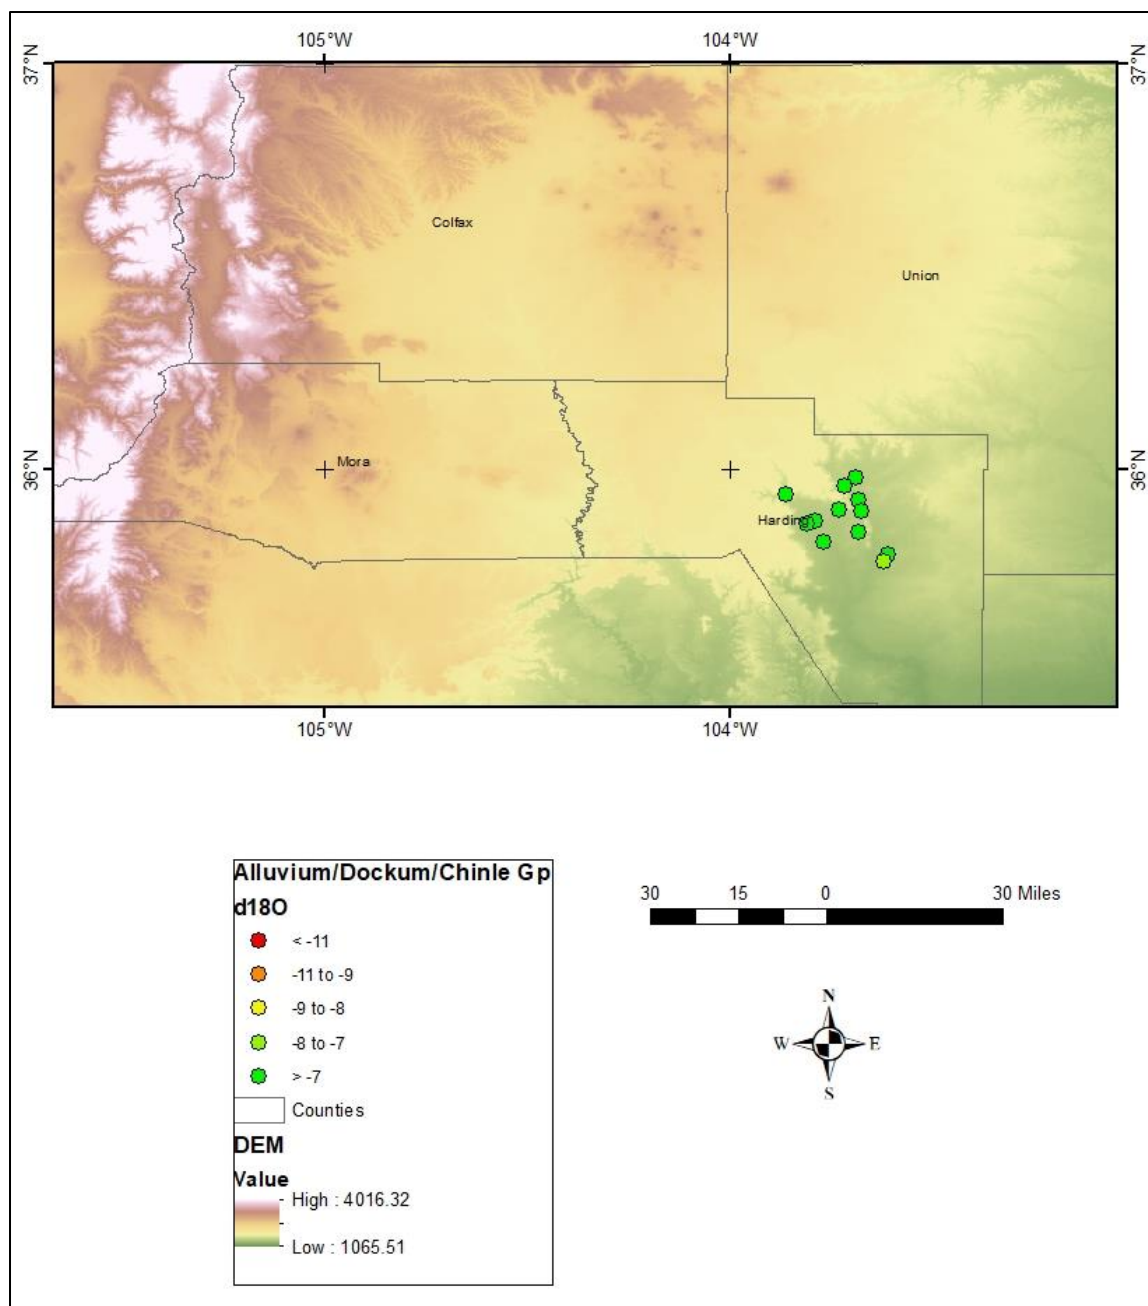 105°W 104°W
37°N 37°N
Colfax
Union
36°N Mora 36°N
Harding
105°W 104°W
Alluvium/Dockum/Chinle Gp
d18O
< -11
-11 to -9
-9 to -8
-8 to -7
> -7
Counties
DEM
Value
High : 4016.32
Low : 1065.51
30 15 0 30 Miles
N
W E
S